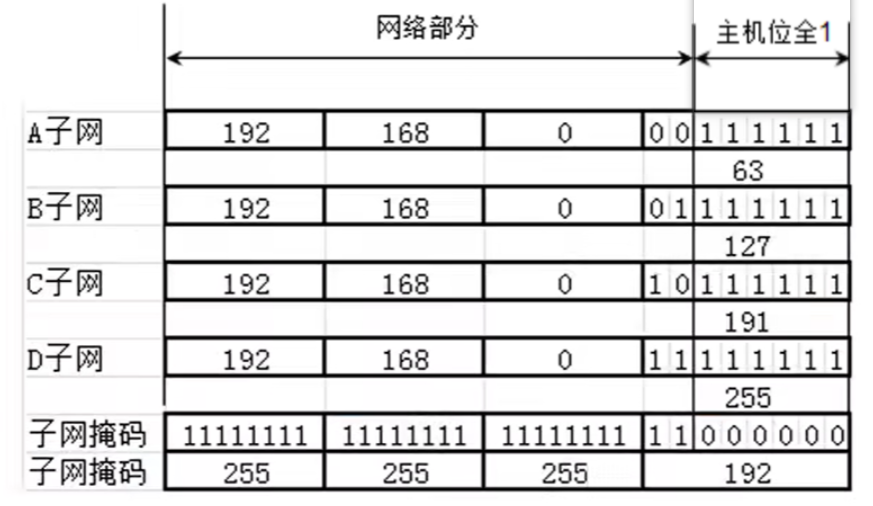 网络部分 主机位全1
A子网 192 168 0 0 0 1 1 1 1 1 1
63
B子网 192 168 0 0 1 1 1 1 1 1 1
127
C子网 192 168 0 1 0 1 1 1 1 1 1
191
D子网 192 168 0 1 1 1 1 1 1 1 1
255
子网掩码 11111111 11111111 11111111 1 1 0 0 0 0 0 0
子网掩码 255 255 255 192